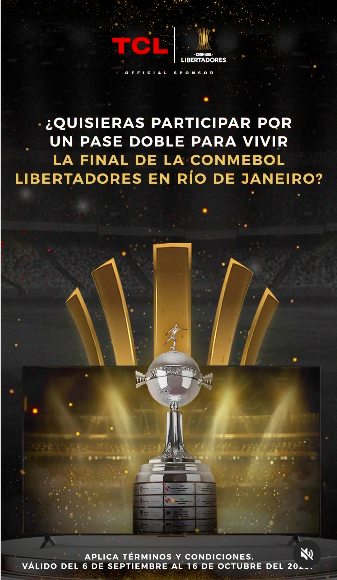 TCL
CONMEBOL
LIBERTADORES
OFFICIAL SPONSOR
¿QUISIERAS PARTICIPAR POR
UN PASE DOBLE PARA VIVIR
LA FINAL DE LA CONMEBOL
LIBERTADORES EN RÍO DE JANEIRO?
APLICA TÉRMINOS Y CONDICIONES.
VÁLIDO DEL 6 DE SEPTIEMBRE AL 16 DE OCTUBRE DEL